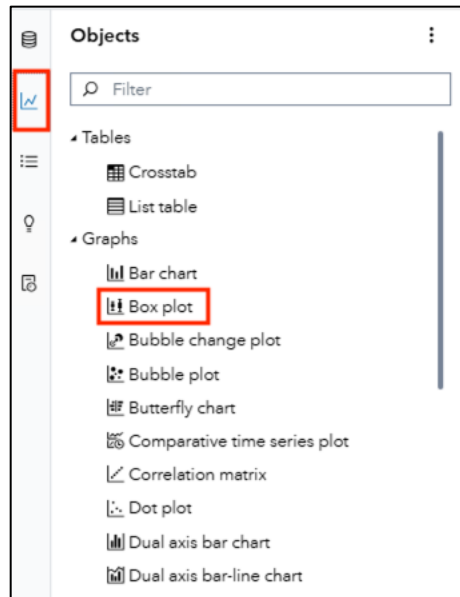 Objects
Filter
Tables
Crosstab
List table
Graphs
Bar chart
Box plot
Bubble change plot
Bubble plot
Butterfly chart
Comparative time series plot
Correlation matrix
Dot plot
Dual axis bar chart
Dual axis bar-line chart